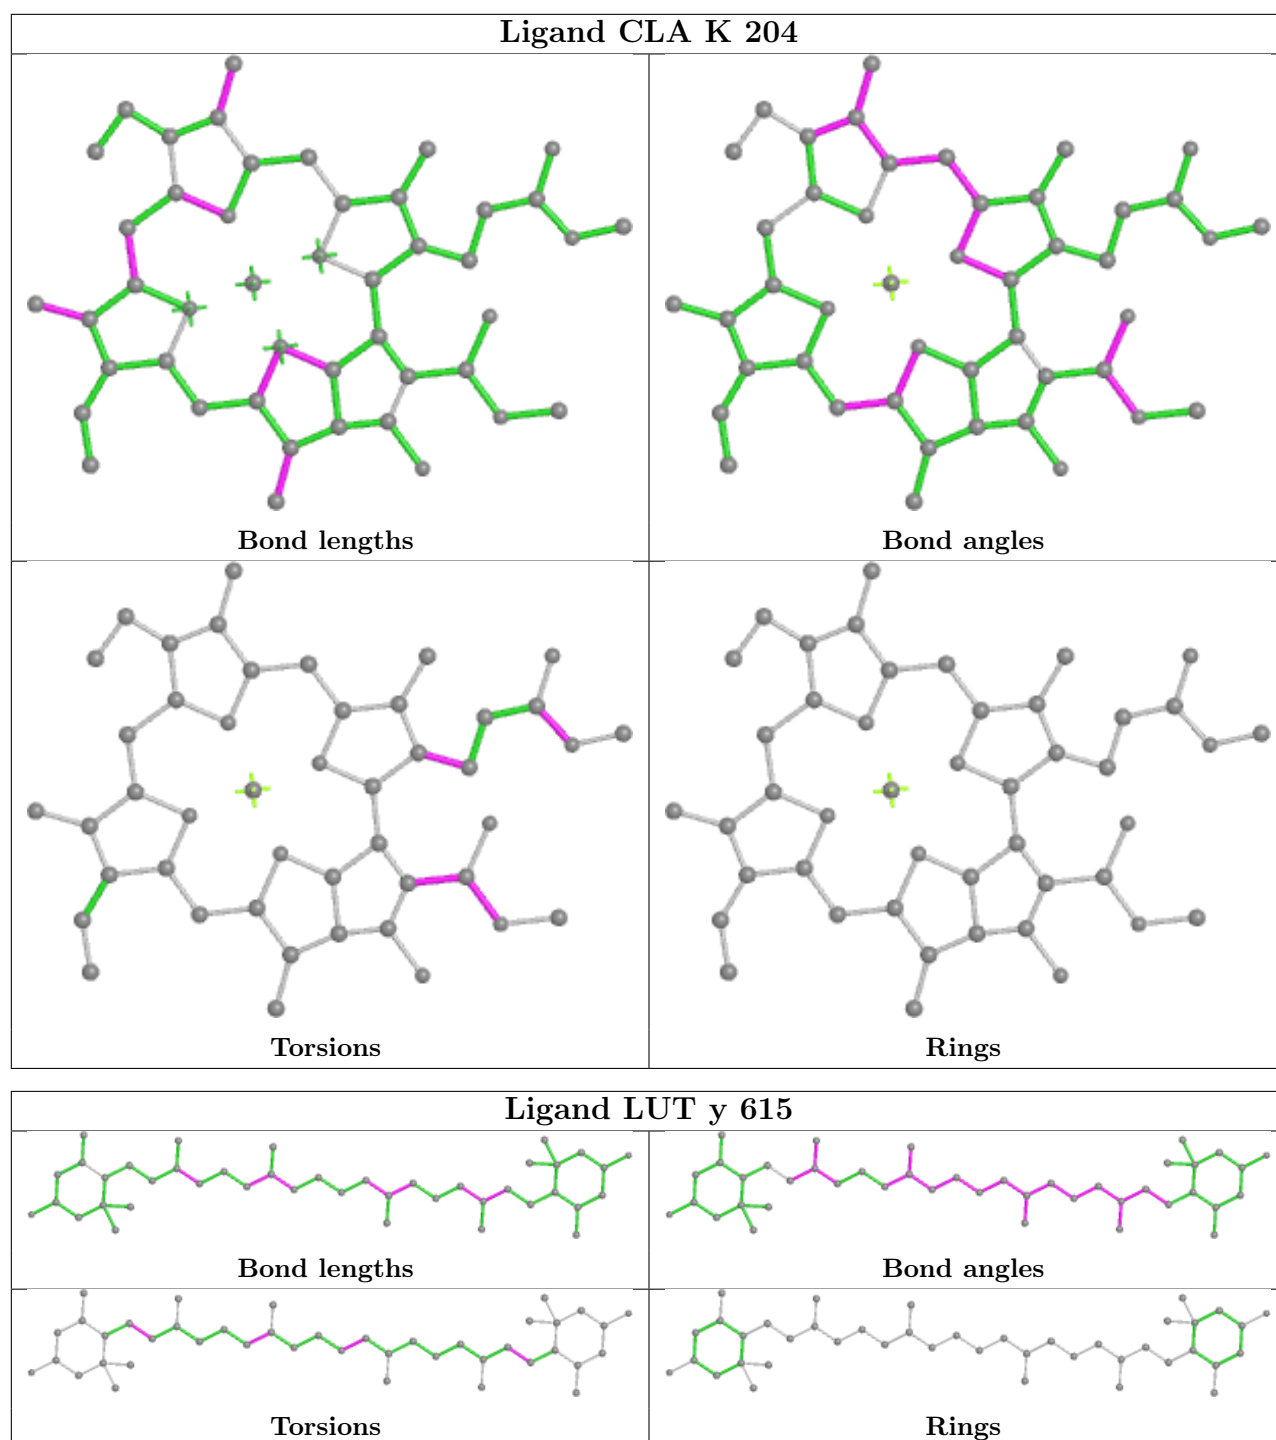 Ligand CLA K 204
Bond lengths
Bond angles
Torsions
Rings
Ligand LUT y 615
Bond lengths
Bond angles
Torsions
Rings